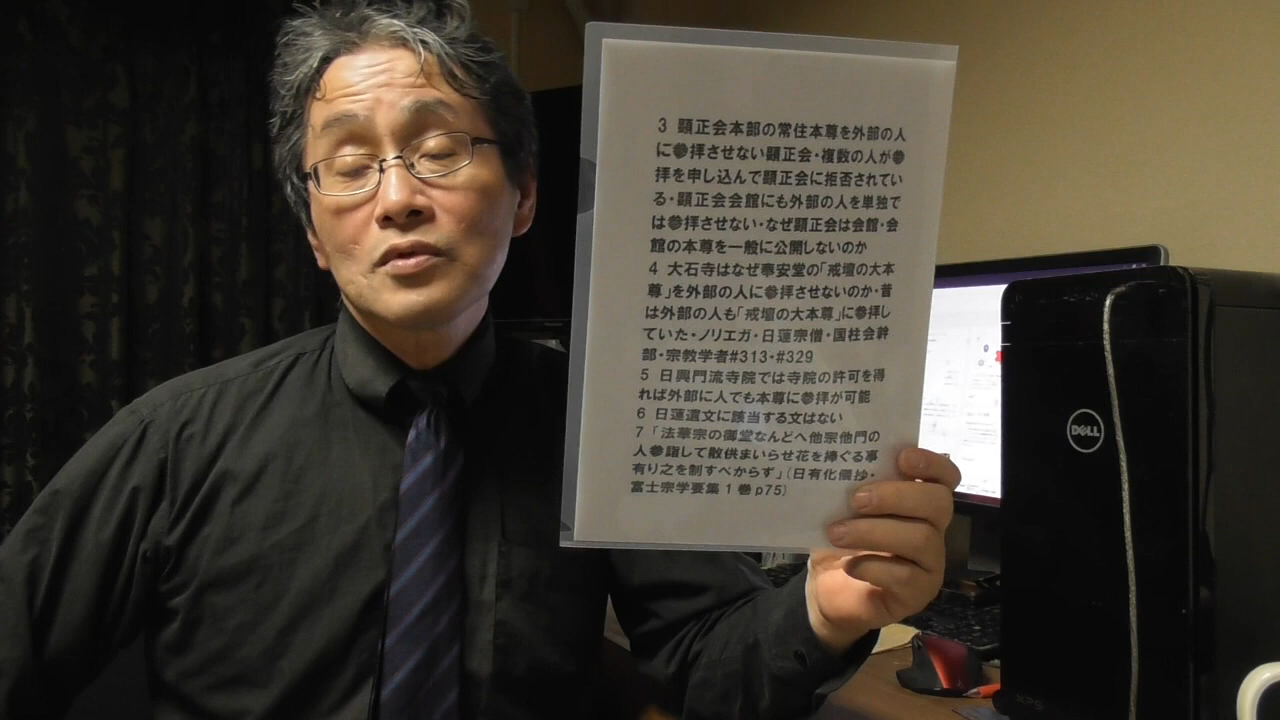 3 顕正会本部の常住本尊を外部の人
に参拝させない顕正会・複数の人が参
拝を申し込んで顕正会に拒否されてい
る・顕正会会館にも外部の人を単独で
は参拝させない・なぜ顕正会は会館・会
館の本尊を一般に公開しないのか
4 大石寺はなぜ奉安堂の「戒壇の大本
尊」を外部の人に参拝させないのか・昔
は外部の人も「戒壇の大本尊」に参拝し
ていた・ノリエガ・日蓮宗僧・国柱会幹
部・宗教学者#313・#329
5 日興門流寺院では寺院の許可を得
れば外部に人でも本尊に参拝が可能
6 日蓮遺文に該当する文はない
7「法華宗の御堂なんどへ他宗他門の
人参詣して散供まいらせ花を捧ぐる事
有り之を制すべからず」(日有化儀抄・
富士宗学要集1巻p75)
DELL